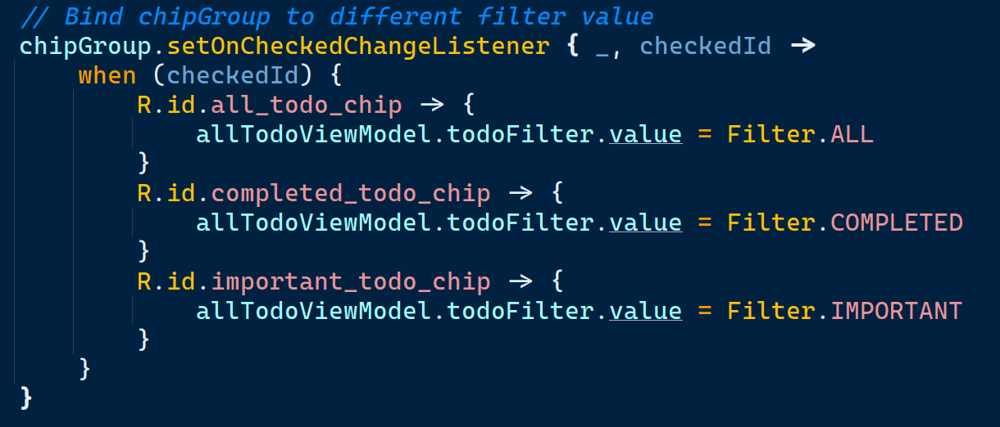 // Bind chipGroup to different filter value
chipGroup.setOnCheckedChangeListener { _, checkedId ->
when (checkedId) {
R.id.all_todo_chip -> {
allTodoViewModel.todoFilter.value = Filter.ALL
}
R.id.completed_todo_chip -> {
allTodoViewModel.todoFilter.value = Filter.COMPLETED
}
R.id.important_todo_chip -> {
allTodoViewModel.todoFilter.value = Filter.IMPORTANT
}
}
}